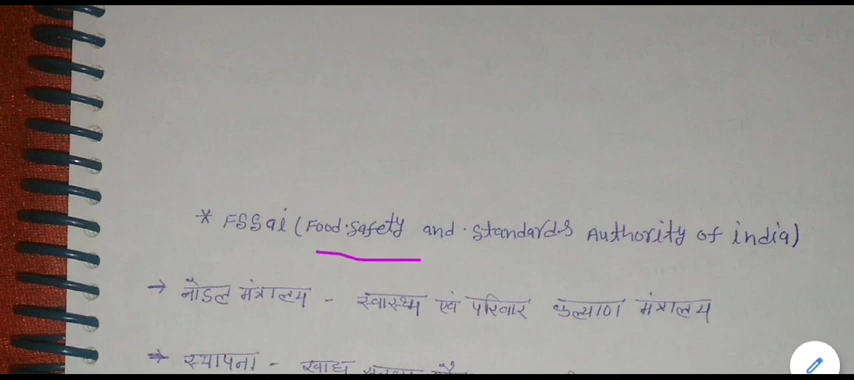 * FSSai (Food.Safety and.Standards Authority of india)
→ नोडल मंत्रालय - स्वास्थ्य एवं परिवार कल्याण मंत्रालय
→ स्थापना - खाद्य